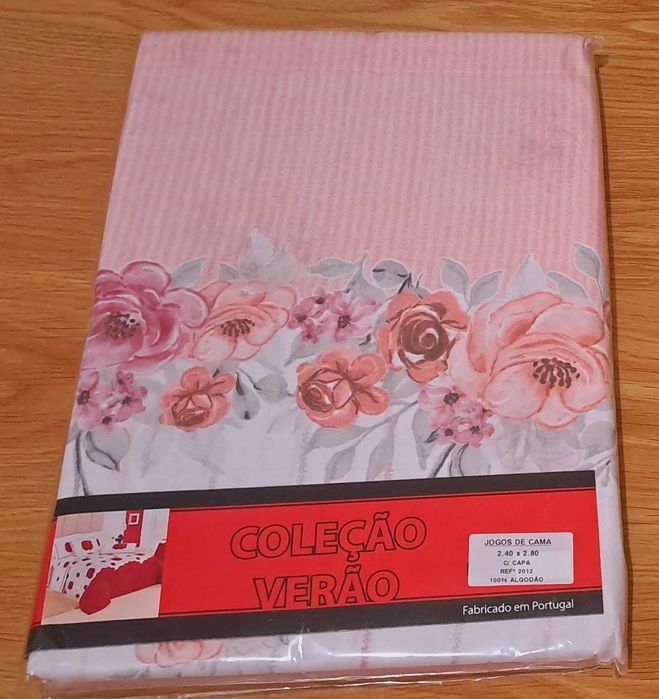 COLEÇÃO
VERÃO
JOGOS DE CAMA
2.40 x 2.80
C/ CAPA
REFª 2012
100% ALGODÃO
Fabricado em Portugal